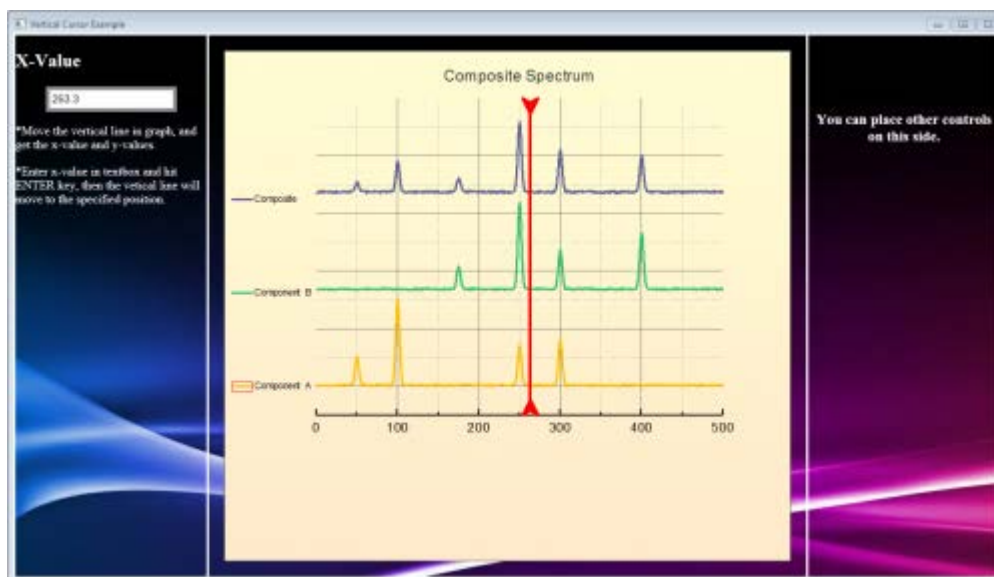 Vertical Cursor Example
X-Value
263.3
*Move the vertical line in graph, and
get the x-value and y-values.
*Enter x-value in textbox and hit
ENTER key, then the vetical line will
move to the specified position.
Composite Spectrum
Composite
Component B
Component A
0 100 200 300 400 500
You can place other controls
on this side.